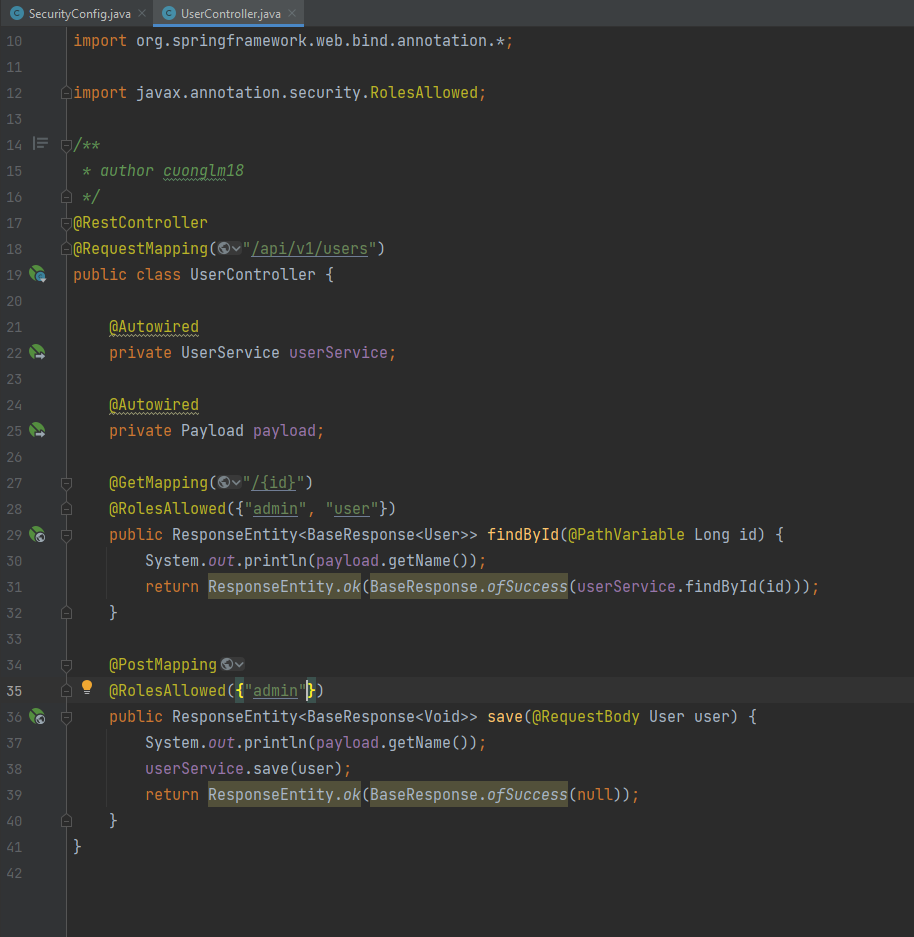 SecurityConfig.java UserController.java
10 import org.springframework.web.bind.annotation.*;
11
12 import javax.annotation.security.RolesAllowed;
13
14 /**
15 * author cuonglm18
16 */
17 @RestController
18 @RequestMapping("/api/v1/users")
19 public class UserController {
20
21 @Autowired
22 private UserService userService;
23
24 @Autowired
25 private Payload payload;
26
27 @GetMapping("/{id}")
28 @RolesAllowed({"admin", "user"})
29 public ResponseEntity<BaseResponse<User>> findById(@PathVariable Long id) {
30 System.out.println(payload.getName());
31 return ResponseEntity.ok(BaseResponse.ofSuccess(userService.findById(id)));
32 }
33
34 @PostMapping
35 @RolesAllowed({"admin"})
36 public ResponseEntity<BaseResponse<Void>> save(@RequestBody User user) {
37 System.out.println(payload.getName());
38 userService.save(user);
39 return ResponseEntity.ok(BaseResponse.ofSuccess(null));
40 }
41 }
42